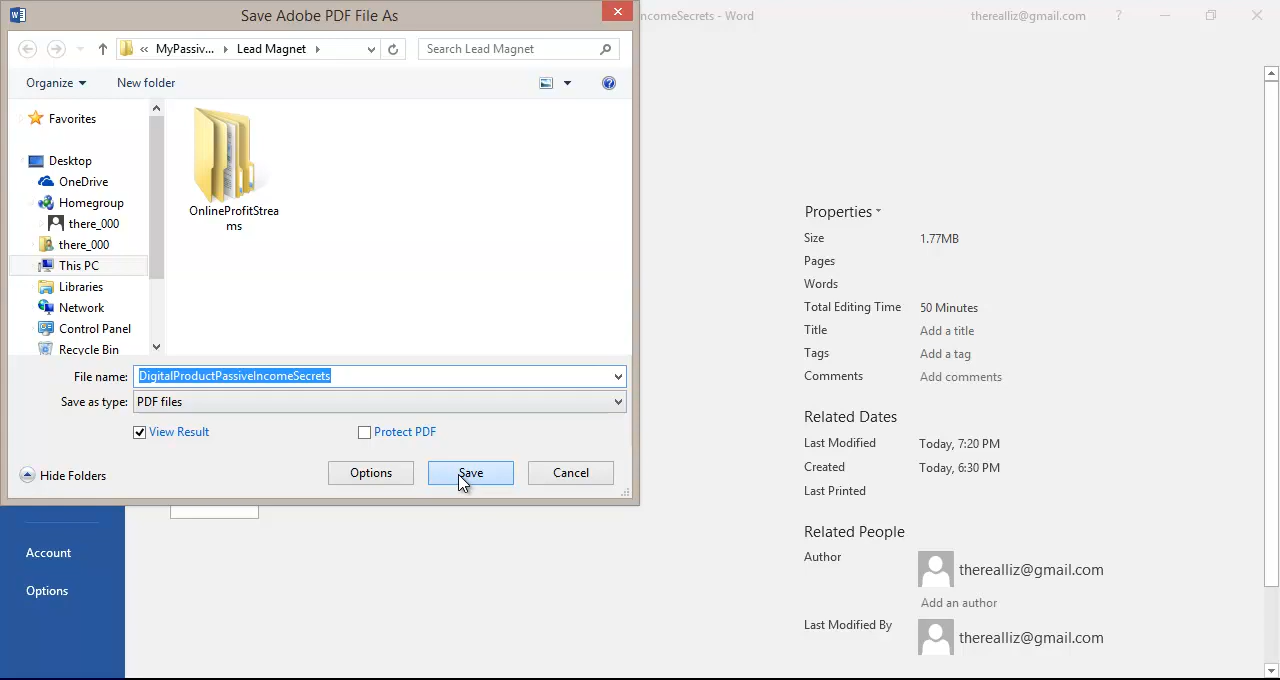 Save Adobe PDF File As
ncomeSecrets - Word
therealliz@gmail.com
?
« MyPassiv... Lead Magnet
Search Lead Magnet
Organize
New folder
Favorites
Desktop
OneDrive
Homegroup
there_000
there_000
This PC
Libraries
Network
Control Panel
Recycle Bin
OnlineProfitStrea
ms
File name: DigitalProductPassiveIncomeSecrets
Save as type: PDF files
View Result
Protect PDF
Hide Folders
Options
Save
Cancel
Account
Options
Properties
Size 1.77MB
Pages
Words
Total Editing Time 50 Minutes
Title Add a title
Tags Add a tag
Comments Add comments
Related Dates
Last Modified Today, 7:20 PM
Created Today, 6:30 PM
Last Printed
Related People
Author therealliz@gmail.com
Add an author
Last Modified By therealliz@gmail.com